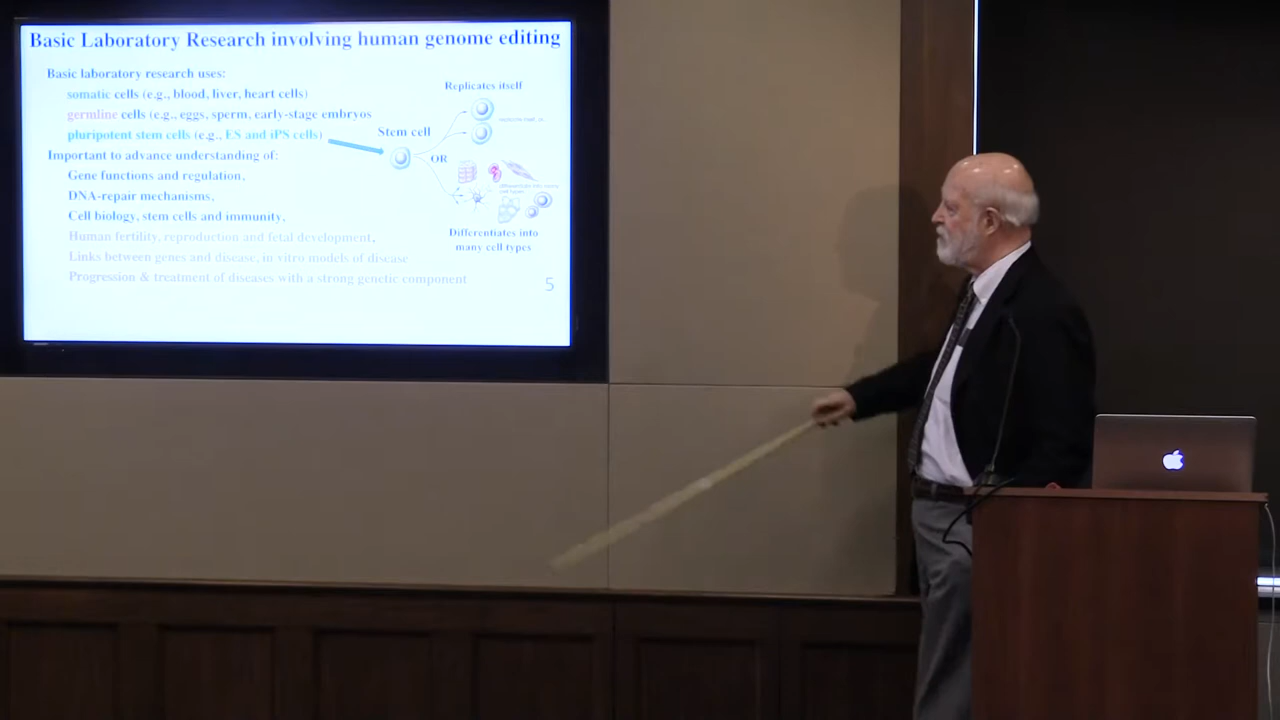 Basic Laboratory Research involving human genome editing
Basic laboratory research uses:
somatic cells (e.g., blood, liver, heart cells)
germline cells (e.g., eggs, sperm, early-stage embryos
pluripotent stem cells (e.g., ES and iPS cells)
Important to advance understanding of:
Gene functions and regulation,
DNA-repair mechanisms,
Cell biology, stem cells and immunity,
Human fertility, reproduction and fetal development,
Links between genes and disease, in vitro models of disease
Progression & treatment of diseases with a strong genetic component
Replicates itself
Stem cell
OR
Differentiates into
many cell types
5